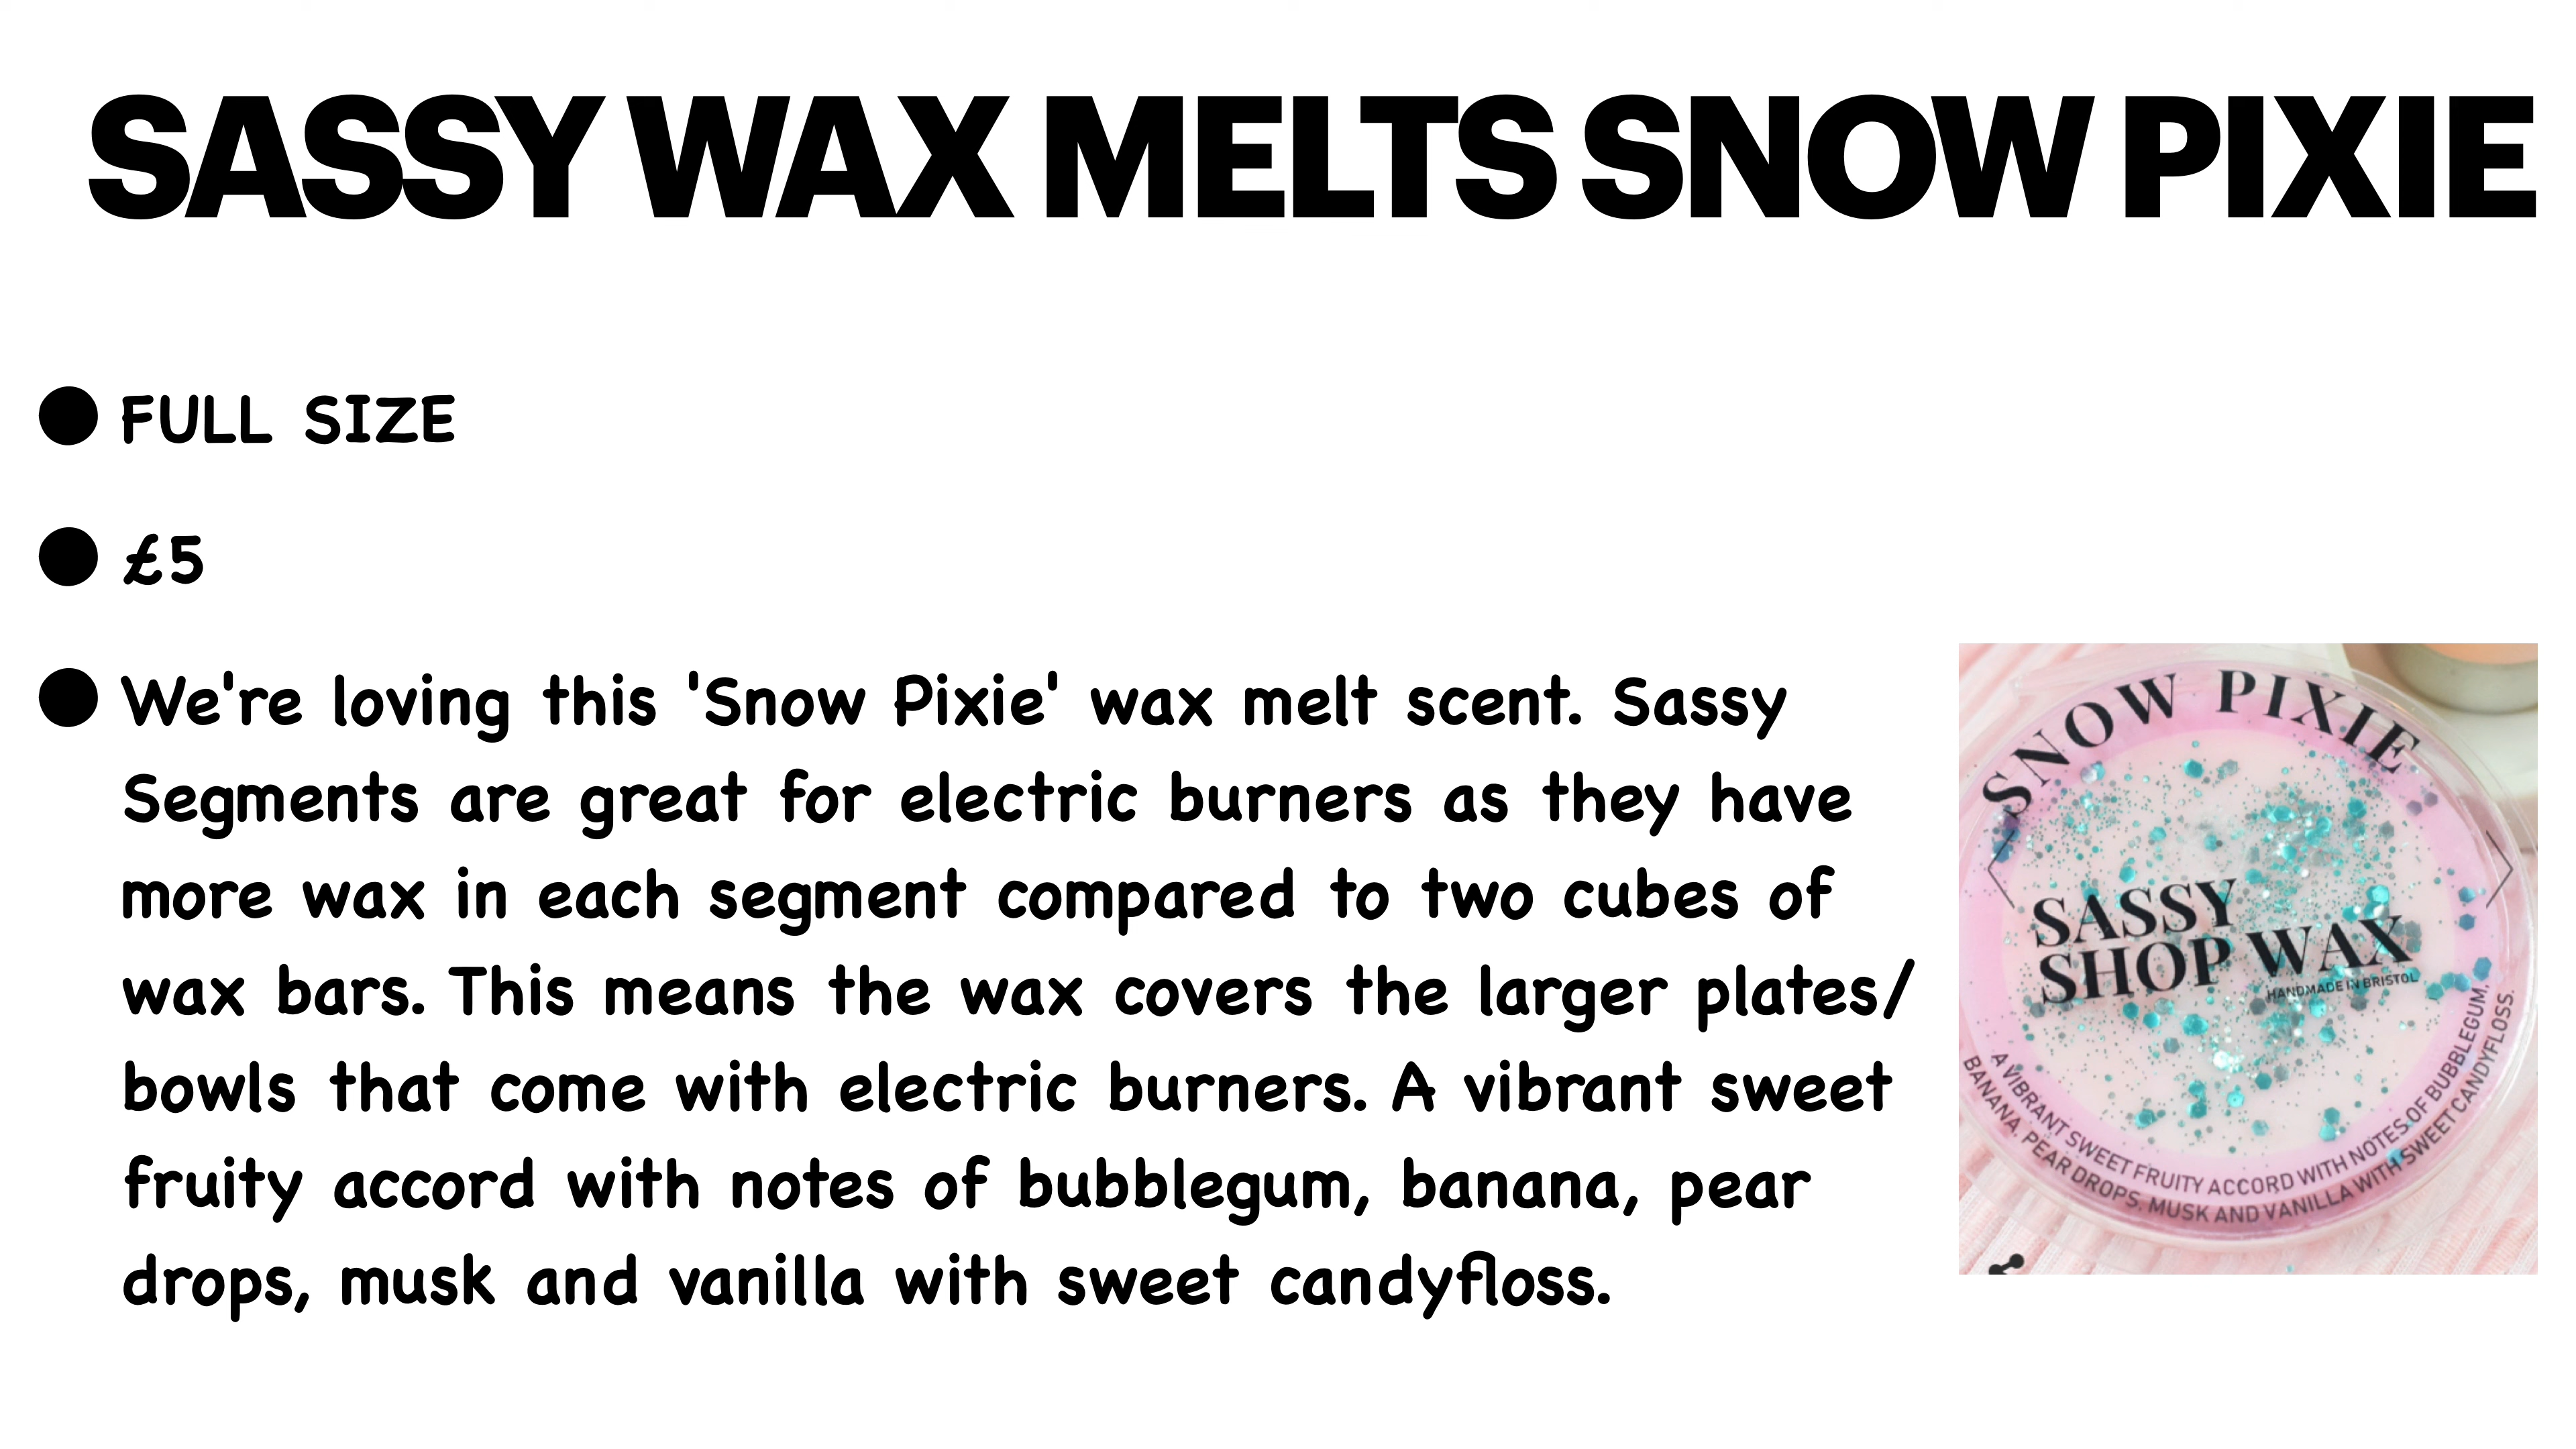 SASSY WAX MELTS SNOW PIXIE
FULL SIZE
£5
We're loving this 'Snow Pixie' wax melt scent. Sassy
Segments are great for electric burners as they have
more wax in each segment compared to two cubes of
wax bars. This means the wax covers the larger plates/
bowls that come with electric burners. A vibrant sweet
fruity accord with notes of bubblegum, banana, pear
drops, musk and vanilla with sweet candyfloss.
SNOW PIXIE
SASSY
SHOP WAX
HANDMADE IN BRISTOL
A VIBRANT SWEET FRUITY ACCORD WITH NOTES OF BUBBLEGUM,
BANANA, PEAR DROPS, MUSK AND VANILLA WITH SWEET CANDYFLOSS.